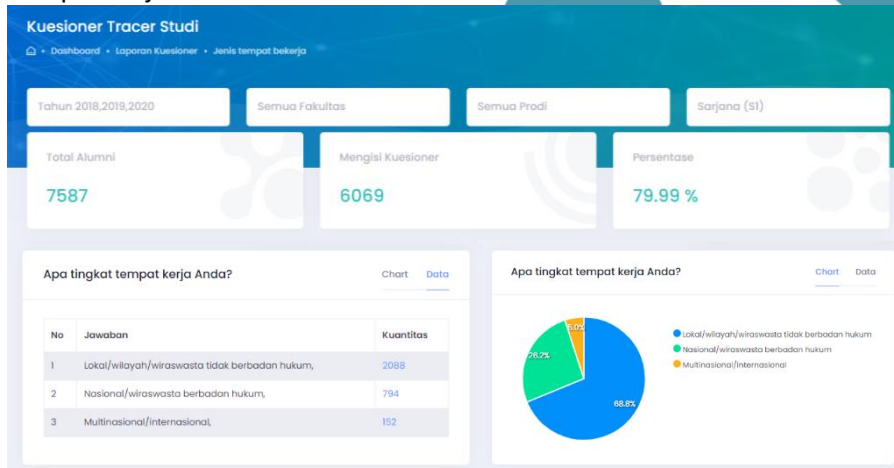 Kuesioner Tracer Studi
Dashboard • Laporan Kuesioner • Jenis tempat bekerja
Tahun 2018,2019,2020
Semua Fakultas
Semua Prodi
Sarjana (S1)
Total Alumni
7587
Mengisi Kuesioner
6069
Persentase
79.99 %
Apa tingkat tempat kerja Anda?
Chart Data
No Jawaban Kuantitas
1 Lokal/wilayah/wiraswasta tidak berbadan hukum, 2088
2 Nasional/wiraswasta berbadan hukum, 794
3 Multinasional/internasional, 152
Apa tingkat tempat kerja Anda?
Chart Data
6.0%
26.2%
68.8%
Lokal/wilayah/wiraswasta tidak berbadan hukum
Nasional/wiraswasta berbadan hukum
Multinasional/Internasional